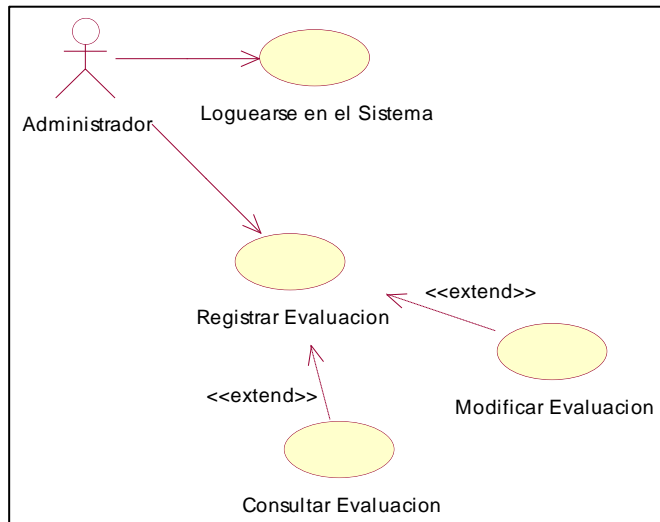 Loguearse en el Sistema
Administrador
Registrar Evaluacion
<<extend>>
Modificar Evaluacion
<<extend>>
Consultar Evaluacion